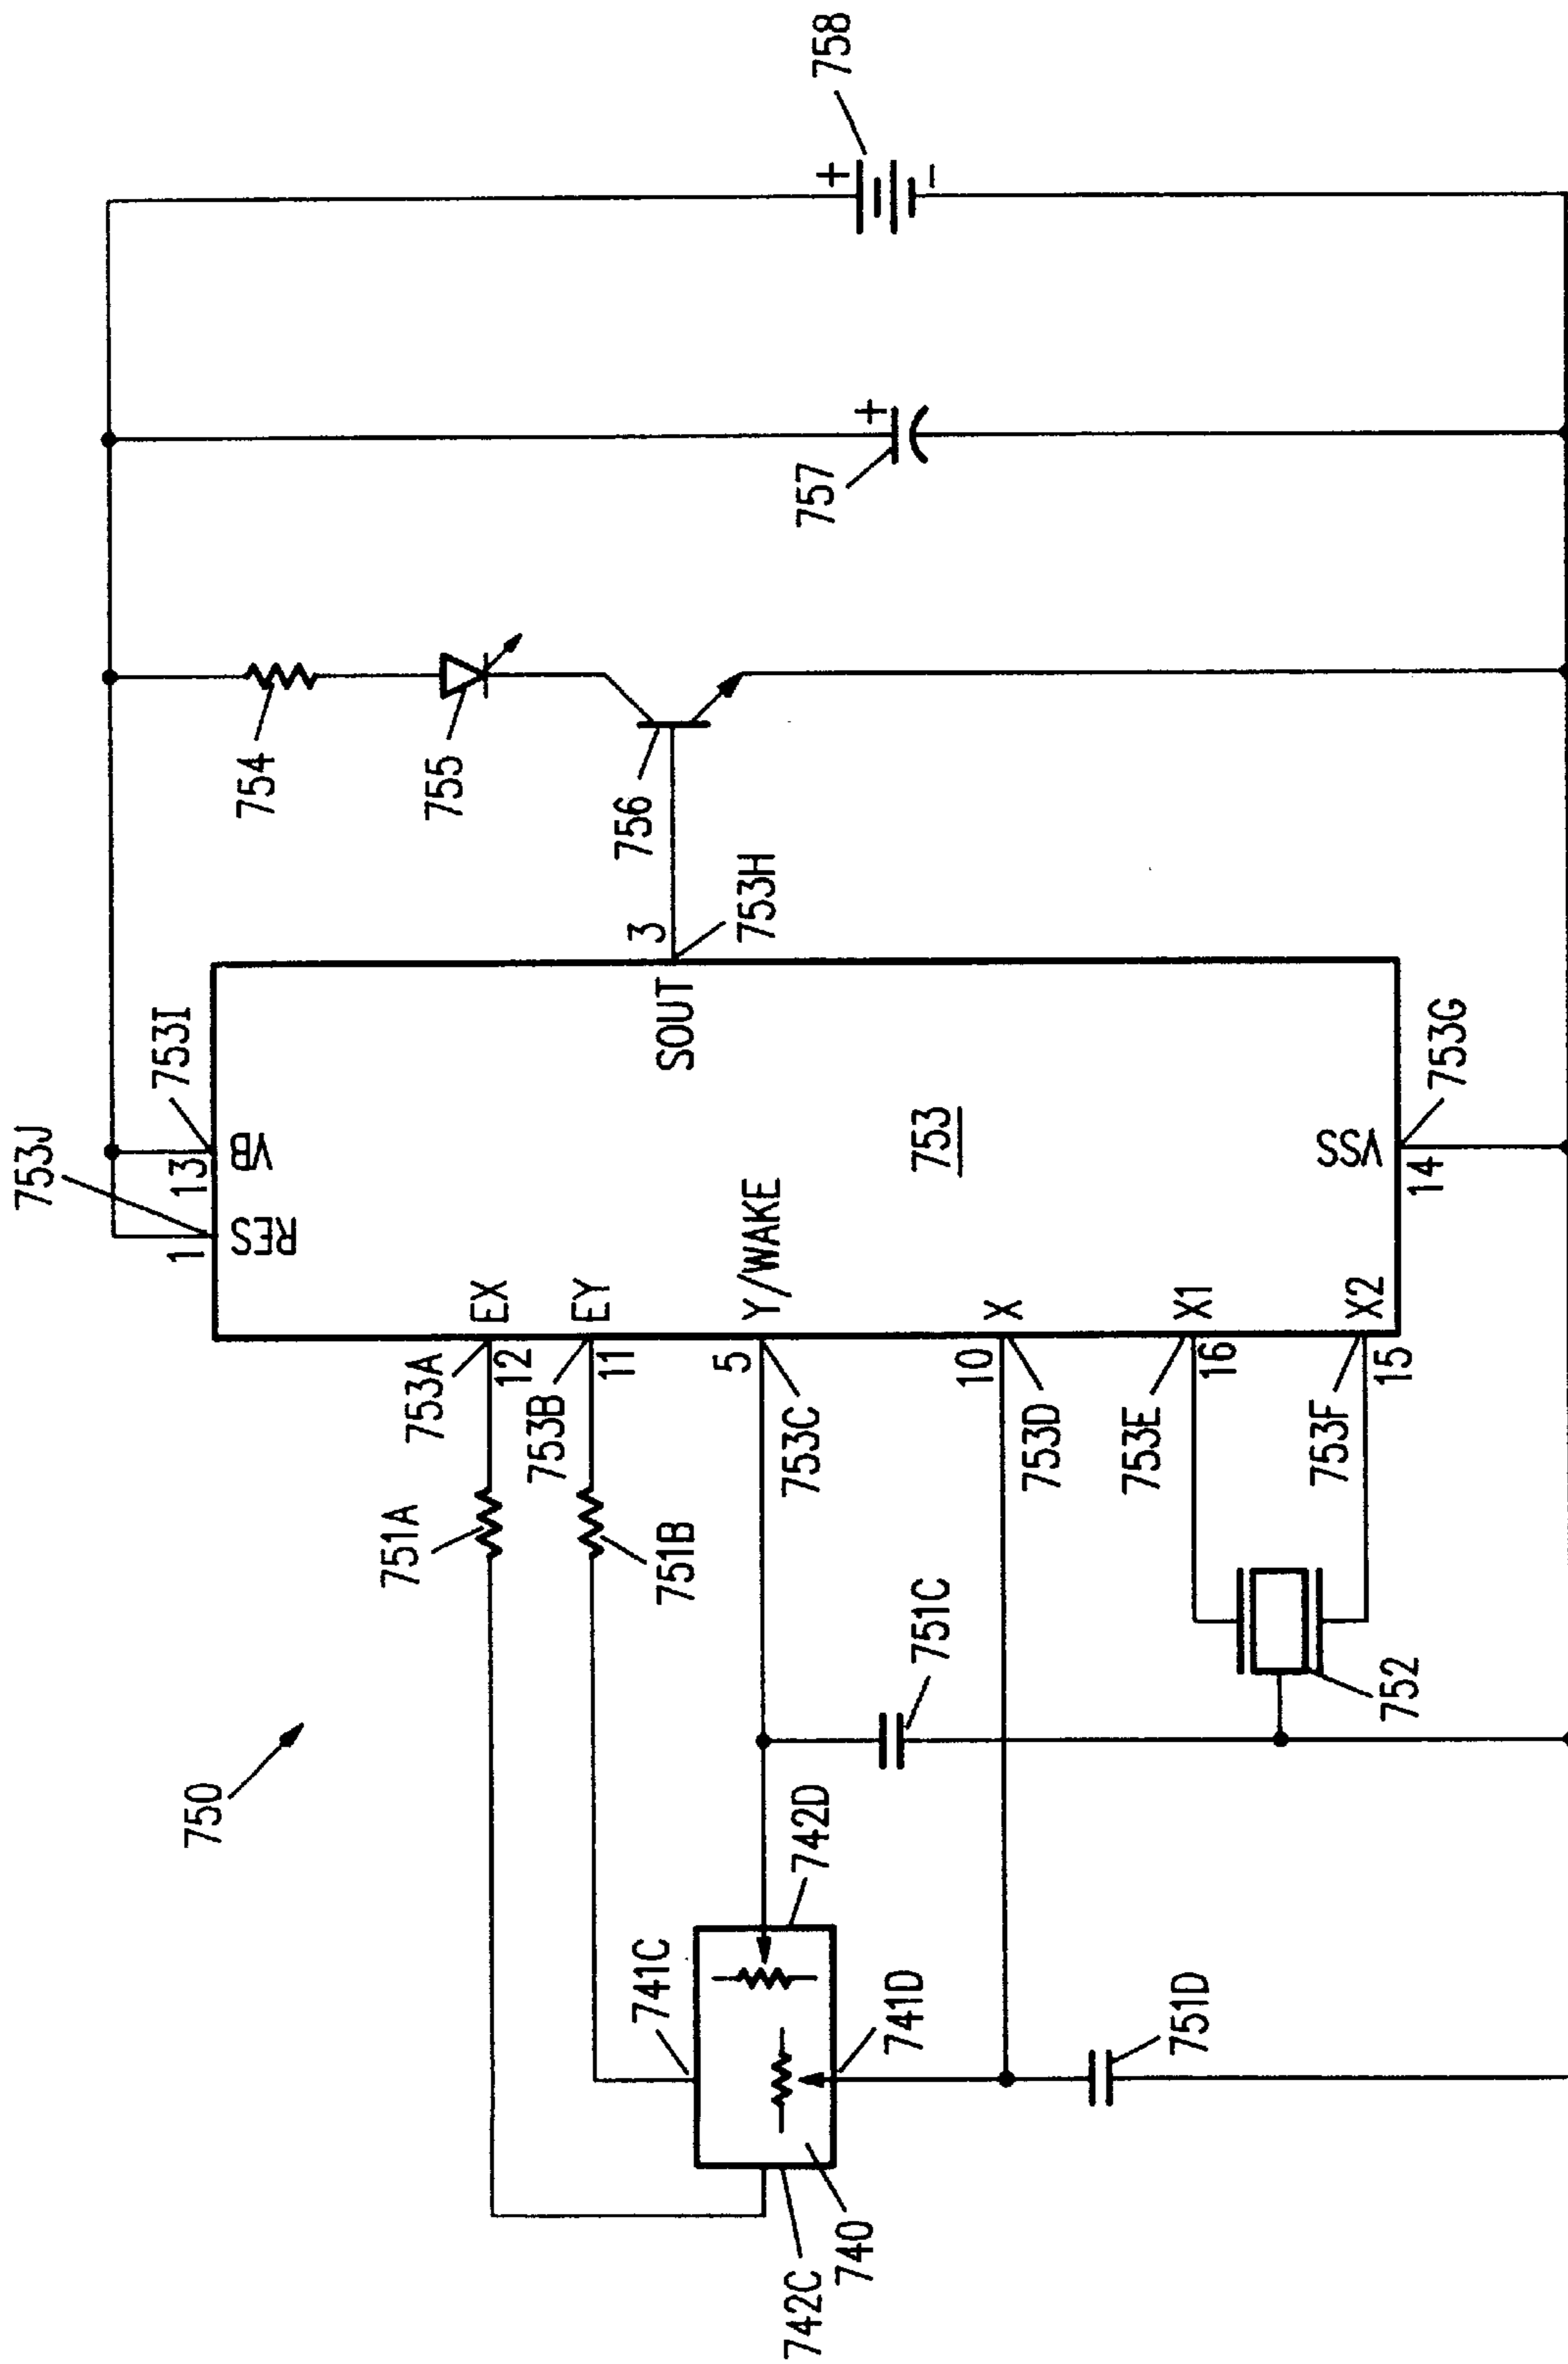 750
753J
753I
1
13
RES
VB
753A
12
EX
751A
753B
11
EY
751B
5
Y/WAKE
753C
10
X
753D
753E
16
X1
753F
15
X2
753
SOUT
3
753H
VSS
14
753G
754
755
756
757
+
758
+
−
751C
752
742D
741C
741D
751D
742C
740